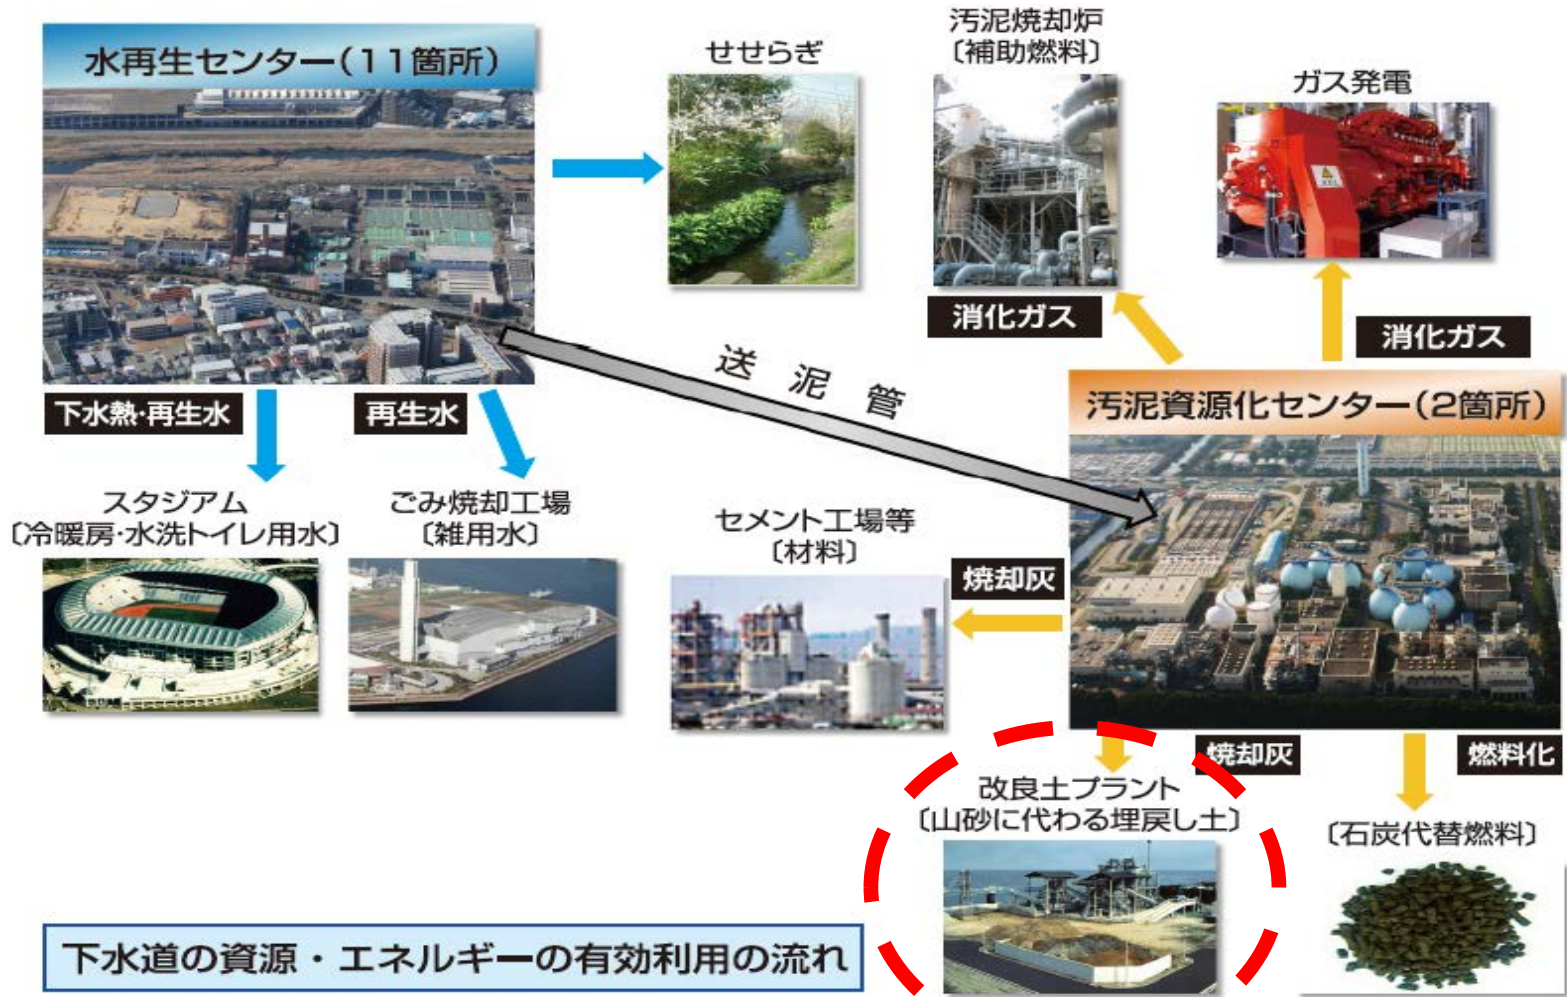 水再生センター(11箇所)
せせらぎ
汚泥焼却炉
〔補助燃料〕
ガス発電
消化ガス
消化ガス
送泥管
汚泥資源化センター(2箇所)
下水熱・再生水
再生水
スタジアム
〔冷暖房・水洗トイレ用水〕
ごみ焼却工場
〔雑用水〕
セメント工場等
〔材料〕
焼却灰
焼却灰
燃料化
改良土プラント
〔山砂に代わる埋戻し土〕
〔石炭代替燃料〕
下水道の資源・エネルギーの有効利用の流れ